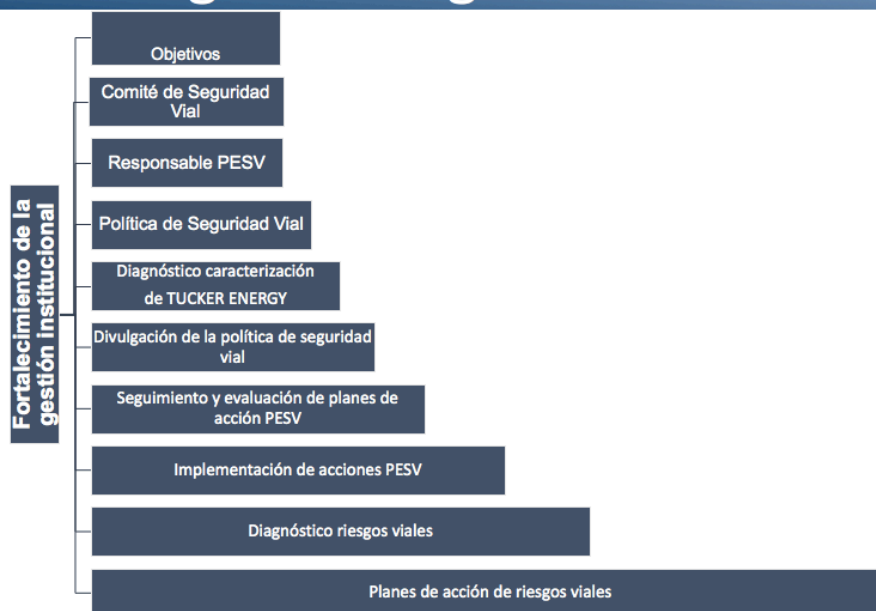 Objetivos
Comité de Seguridad
Vial
Responsable PESV
Política de Seguridad Vial
Fortalecimiento de la
gestión institucional
Diagnóstico caracterización
de TUCKER ENERGY
Divulgación de la política de seguridad
vial
Seguimiento y evaluación de planes de
acción PESV
Implementación de acciones PESV
Diagnóstico riesgos viales
Planes de acción de riesgos viales